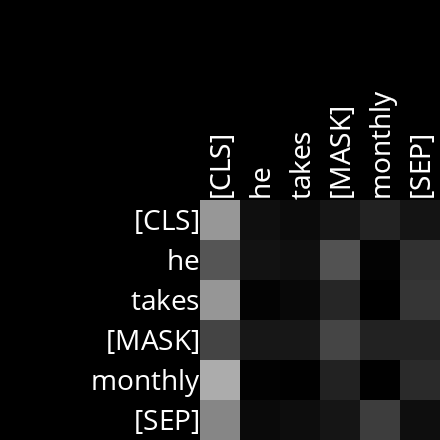 [CLS] he takes [MASK] monthly [SEP]
[CLS]
he
takes
[MASK]
monthly
[SEP]